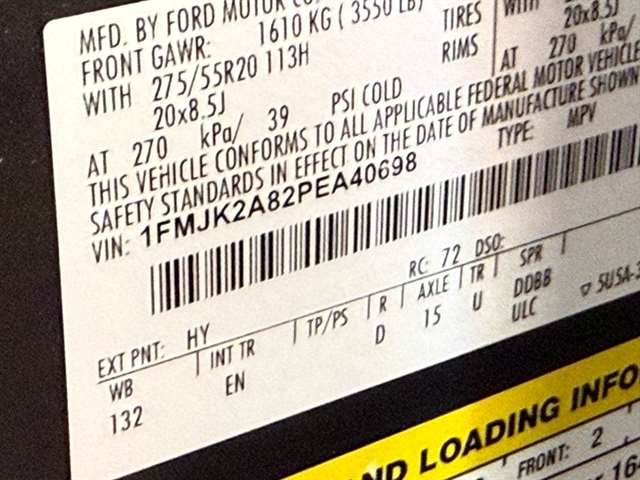 MFD. BY FORD MOTOR
FRONT GAWR: 1610 KG ( 3550 LB)
WITH 275/55R20 113H TIRES WITH
20x8.5J RIMS 20x8.5J
AT 270 kPa/ 39 PSI COLD AT 270 kPa/
THIS VEHICLE CONFORMS TO ALL APPLICABLE FEDERAL MOTOR VEHICLE
SAFETY STANDARDS IN EFFECT ON THE DATE OF MANUFACTURE SHOWN
VIN: 1FMJK2A82PEA40698 TYPE: MPV
RC: 72 DSO:
EXT PNT: HY
WB INT TR TP/PS R AXLE TR SPR
132 EN D 15 U DDBB
ULC
LOADING INFO
FRONT: 2